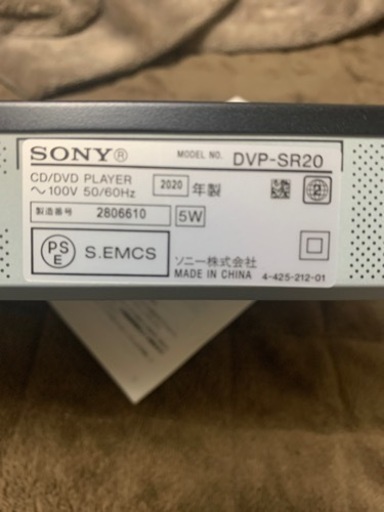 SONY® MODEL NO. DVP-SR20
CD/DVD PLAYER
～100V 50/60Hz 2020 年製
製造番号 2806610 5W
PSE S.EMCS
ソニー株式会社
MADE IN CHINA 4-425-212-01